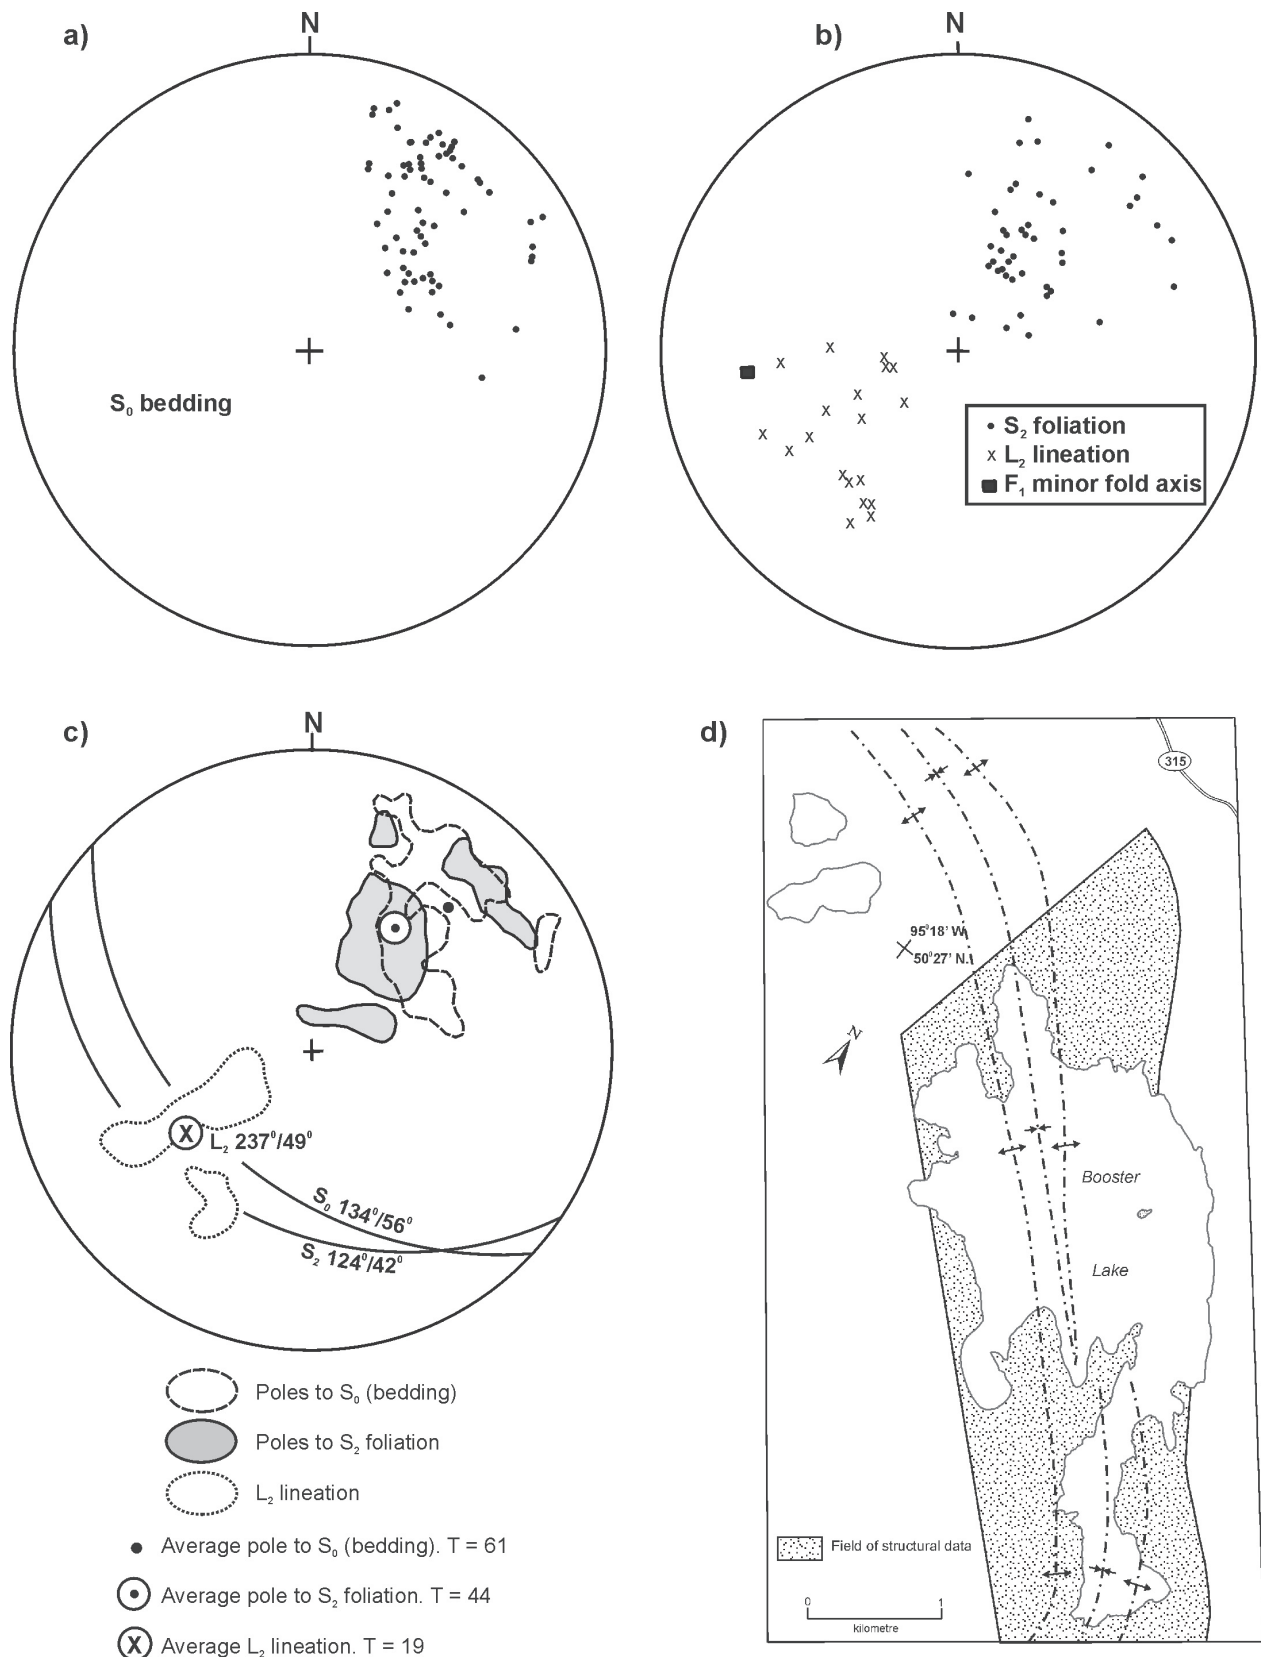 a)
N
S₀ bedding
b)
N
S₂ foliation
x L₂ lineation
F₁ minor fold axis
c)
N
L₂ 237⁰/49⁰
S₀ 134⁰/56⁰
S₂ 124⁰/42⁰
Poles to S₀ (bedding)
Poles to S₂ foliation
L₂ lineation
Average pole to S₀ (bedding). T = 61
Average pole to S₂ foliation. T = 44
X Average L₂ lineation. T = 19
d)
315
95⁰18' W
50⁰27' N.
N
Booster
Lake
Field of structural data
0 1
kilometre